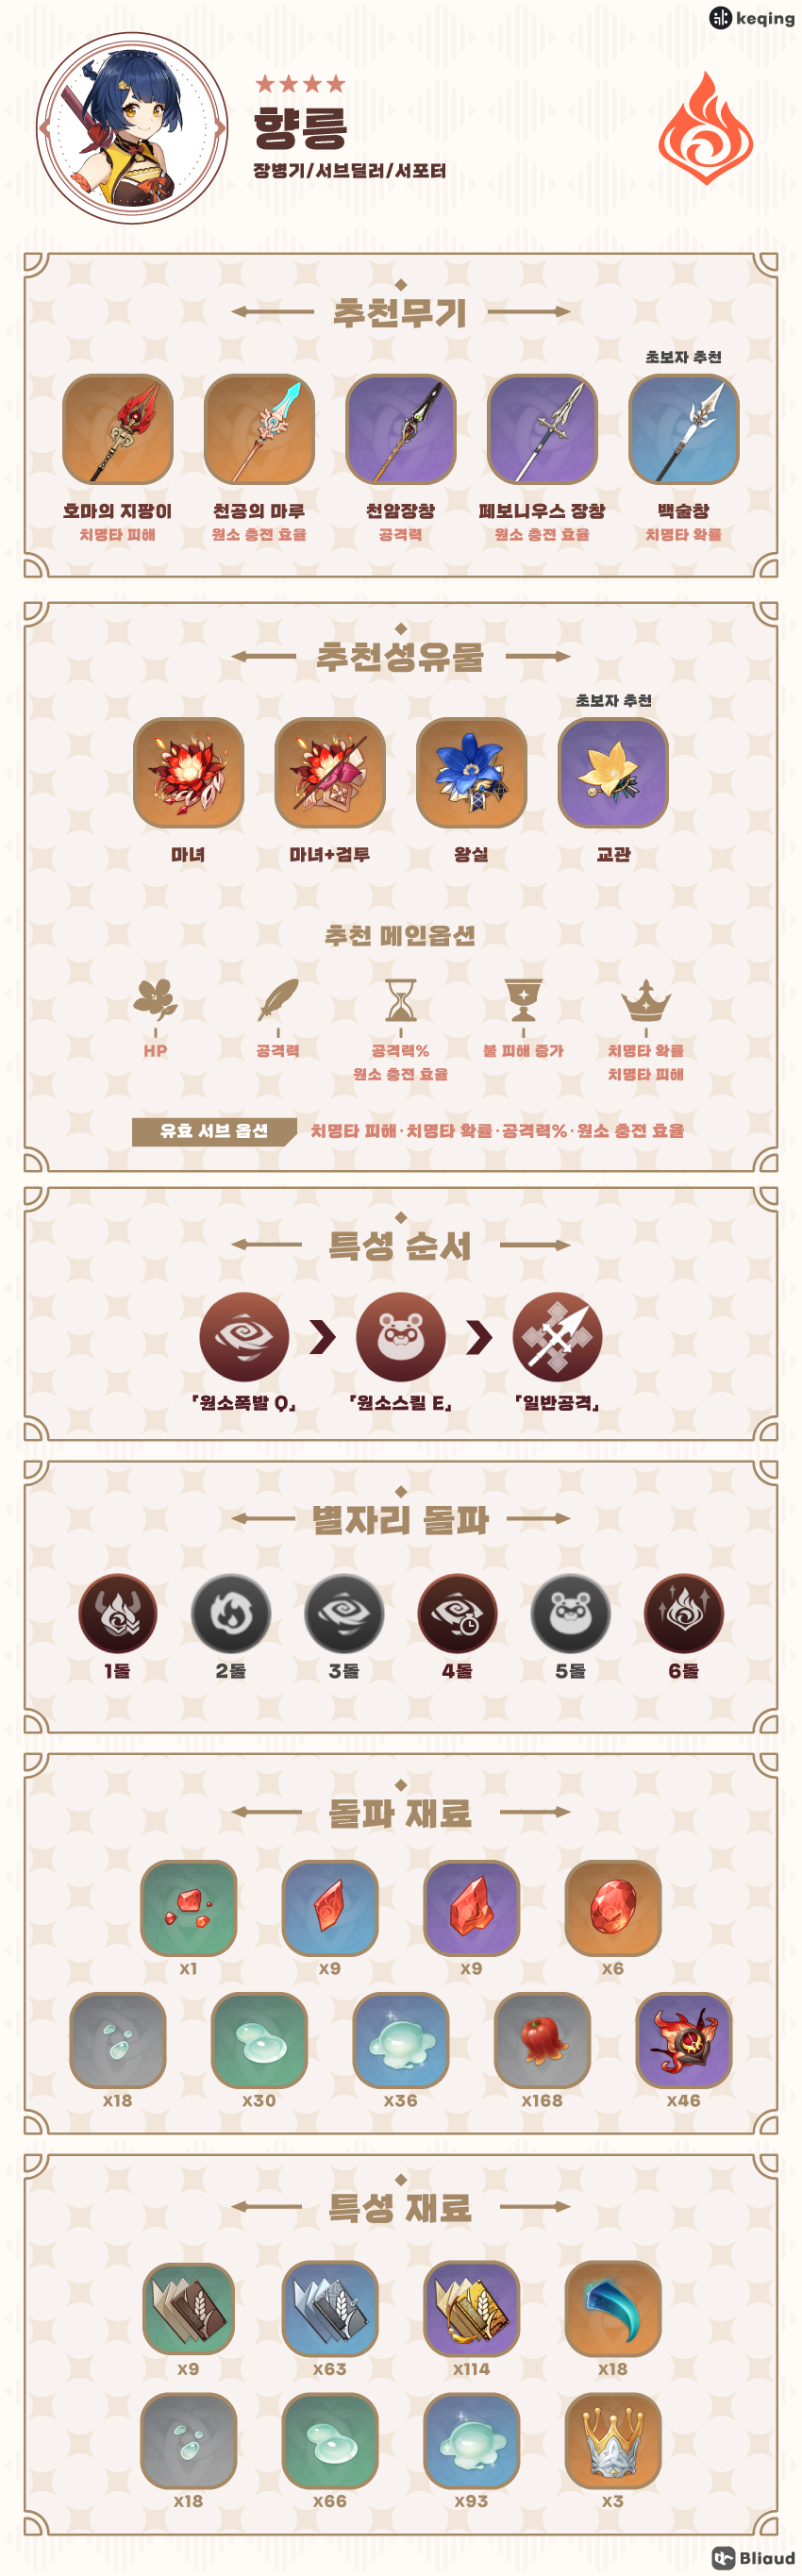 keqing
향릉
장병기/서브딜러/서포터
추천무기
초보자 추천
호마의 지팡이
천공의 마루
천암장창
페보니우스 장창
백술창
치명타 피해
원소 충전 효율
공격력
원소 충전 효율
치명타 확률
추천성유물
초보자 추천
마녀
마녀+검투
왕실
교관
추천 메인옵션
HP
공격력
공격력%
불 피해 증가
치명타 확률
원소 충전 효율
치명타 피해
유효 서브 옵션
치명타 피해·치명타 확률·공격력%·원소 충전 효율
특성 순서
「원소폭발 Q」
「원소스킬 E」
「일반공격」
별자리 돌파
1돌
2돌
3돌
4돌
5돌
6돌
돌파 재료
x1
x9
x9
x6
x18
x30
x36
x168
x46
특성 재료
x9
x63
x114
x18
x18
x66
x93
x3
Bliaud